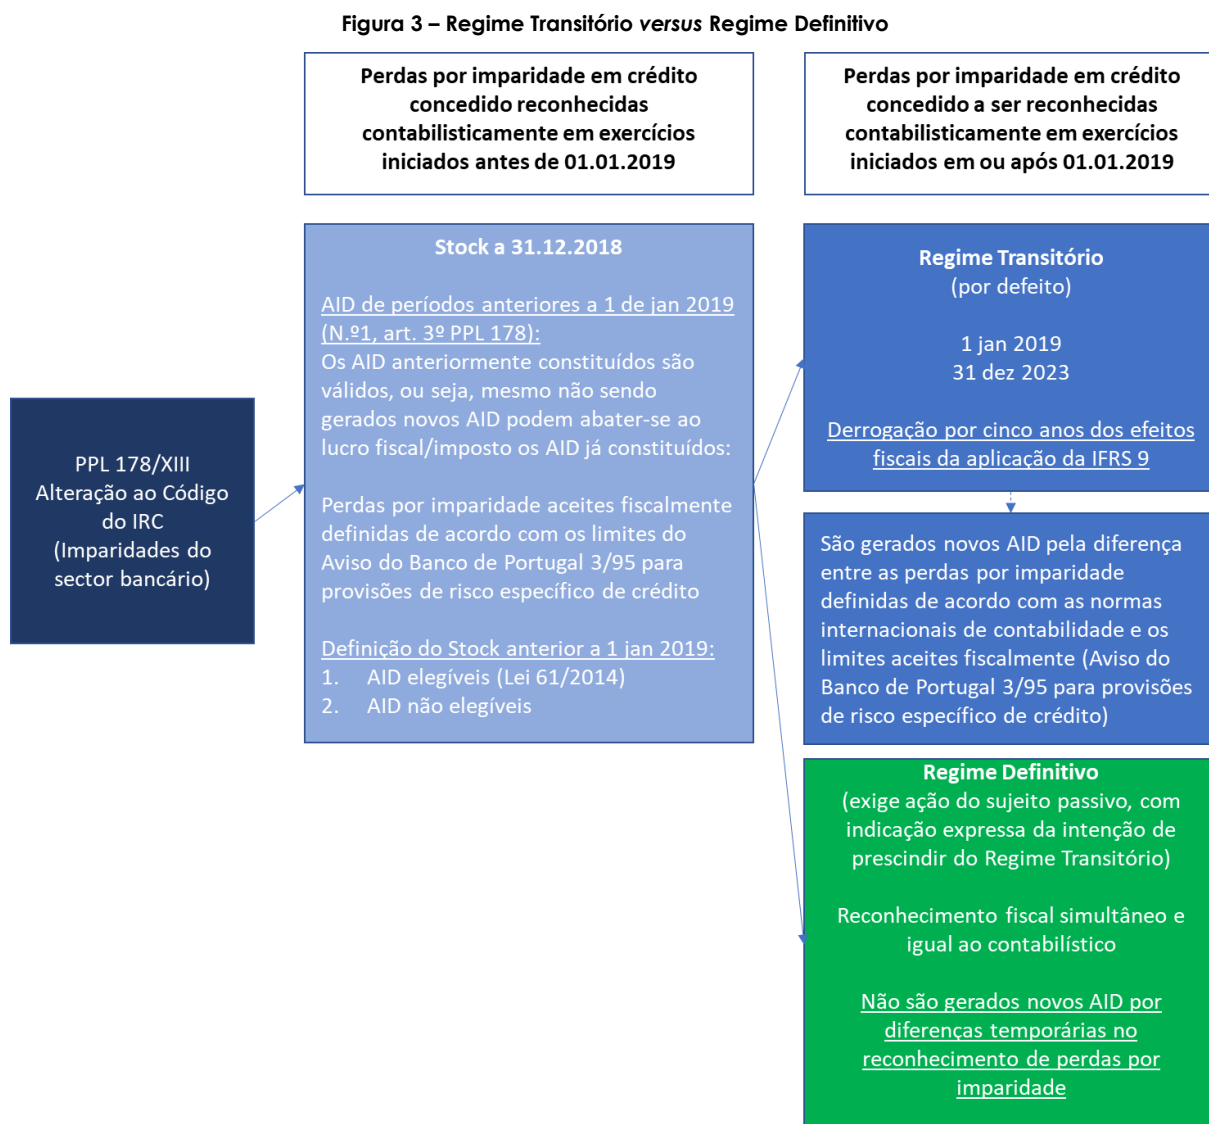 Figura 3 – Regime Transitório versus Regime Definitivo
Perdas por imparidade em crédito
concedido reconhecidas
contabilisticamente em exercícios
iniciados antes de 01.01.2019
Perdas por imparidade em crédito
concedido a ser reconhecidas
contabilisticamente em exercícios
iniciados em ou após 01.01.2019
PPL 178/XIII
Alteração ao Código
do IRC
(Imparidades do
sector bancário)
Stock a 31.12.2018
AID de períodos anteriores a 1 de jan 2019
(N.º1, art. 3º PPL 178):
Os AID anteriormente constituídos são
válidos, ou seja, mesmo não sendo
gerados novos AID podem abater-se ao
lucro fiscal/imposto os AID já constituídos:
Perdas por imparidade aceites fiscalmente
definidas de acordo com os limites do
Aviso do Banco de Portugal 3/95 para
provisões de risco específico de crédito
Definição do Stock anterior a 1 jan 2019:
1. AID elegíveis (Lei 61/2014)
2. AID não elegíveis
Regime Transitório
(por defeito)
1 jan 2019
31 dez 2023
Derrogação por cinco anos dos efeitos
fiscais da aplicação da IFRS 9
São gerados novos AID pela diferença
entre as perdas por imparidade
definidas de acordo com as normas
internacionais de contabilidade e os
limites aceites fiscalmente (Aviso do
Banco de Portugal 3/95 para provisões
de risco específico de crédito)
Regime Definitivo
(exige ação do sujeito passivo, com
indicação expressa da intenção de
prescindir do Regime Transitório)
Reconhecimento fiscal simultâneo e
igual ao contabilístico
Não são gerados novos AID por
diferenças temporárias no
reconhecimento de perdas por
imparidade